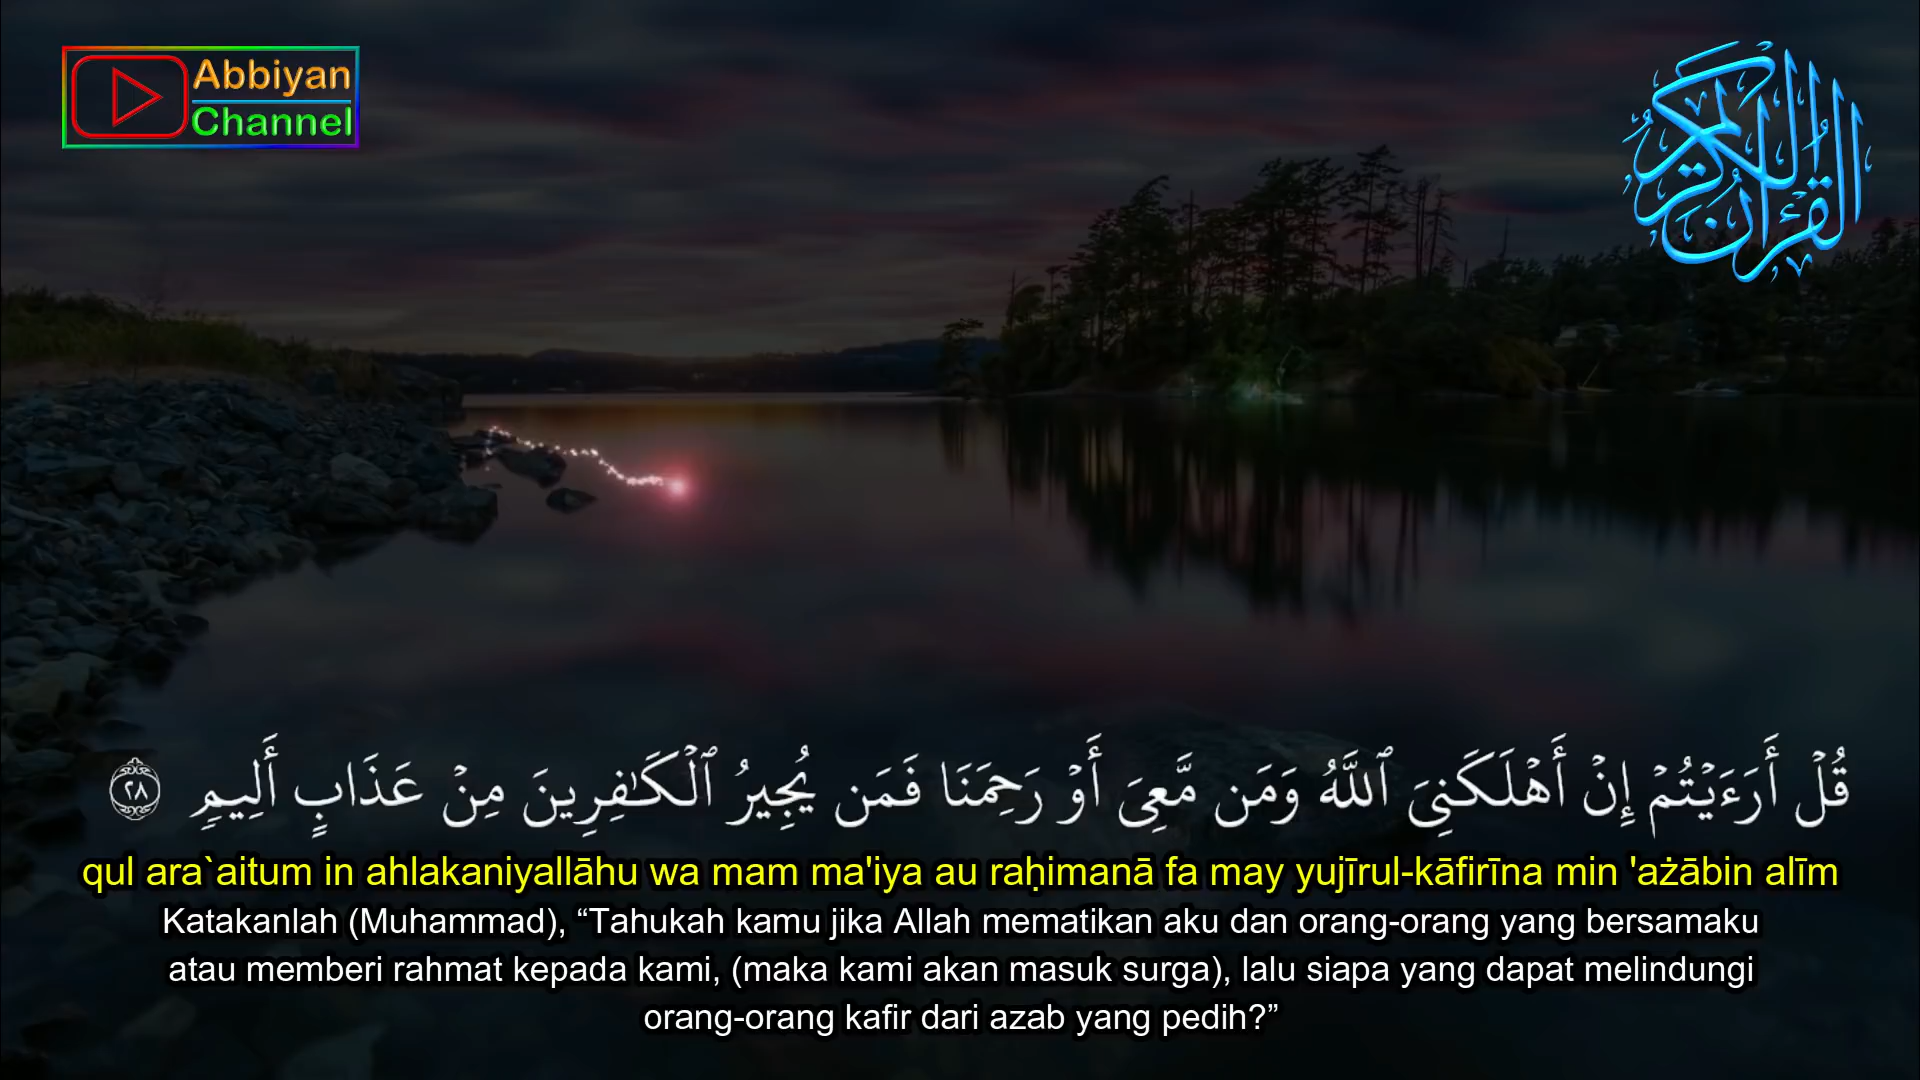 Abbiyan
Channel
القرآن الكريم
قُلْ أَرَءَيْتُمْ إِنْ أَهْلَكَنِىَ ٱللَّهُ وَمَن مَّعِىَ أَوْ رَحِمَنَا فَمَن يُجِيرُ ٱلْكَـٰفِرِينَ مِنْ عَذَابٍ أَلِيمٍ ٢٨
qul ara`aitum in ahlakaniyallāhu wa mam ma'iya au raḥimanā fa may yujīrul-kāfirīna min 'ażābin alīm
Katakanlah (Muhammad), “Tahukah kamu jika Allah mematikan aku dan orang-orang yang bersamaku
atau memberi rahmat kepada kami, (maka kami akan masuk surga), lalu siapa yang dapat melindungi
orang-orang kafir dari azab yang pedih?”